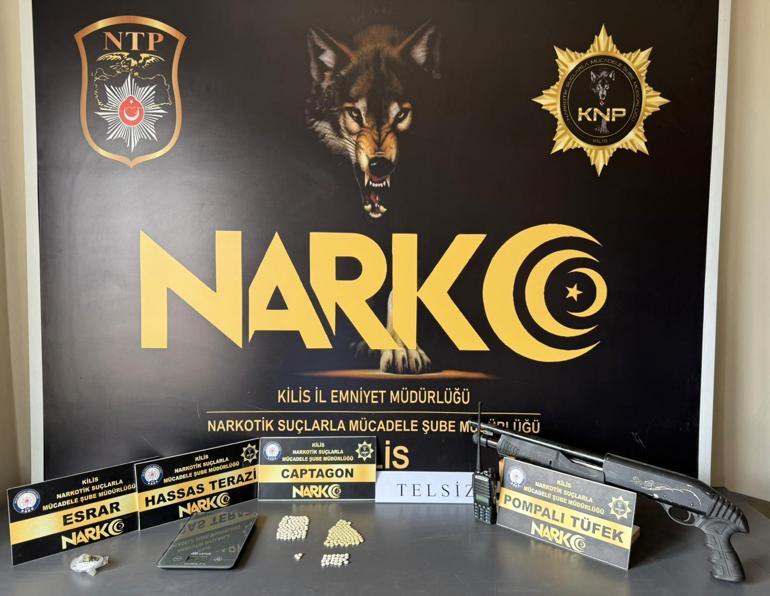 NTP
KNP
KİLİS
NARKO
KİLİS İL EMNİYET MÜDÜRLÜĞÜ
NARKOTİK SUÇLARLA MÜCADELE ŞUBE MÜDÜRLÜĞÜ
KİLİS
NARKOTİK SUÇLARLA
MÜCADELE ŞUBE MÜDÜRLÜĞÜ
ESRAR
NARKO
KİLİS
NARKOTİK SUÇLARLA
MÜCADELE ŞUBE MÜDÜRLÜĞÜ
HASSAS TERAZİ
NARKO
KİLİS
NARKOTİK SUÇLARLA
MÜCADELE ŞUBE MÜDÜRLÜĞÜ
CAPTAGON
NARKO
TELSİZ
KİLİS
NARKOTİK SUÇLARLA
MÜCADELE ŞUBE MÜDÜRLÜĞÜ
POMPALI TÜFEK
NARKO